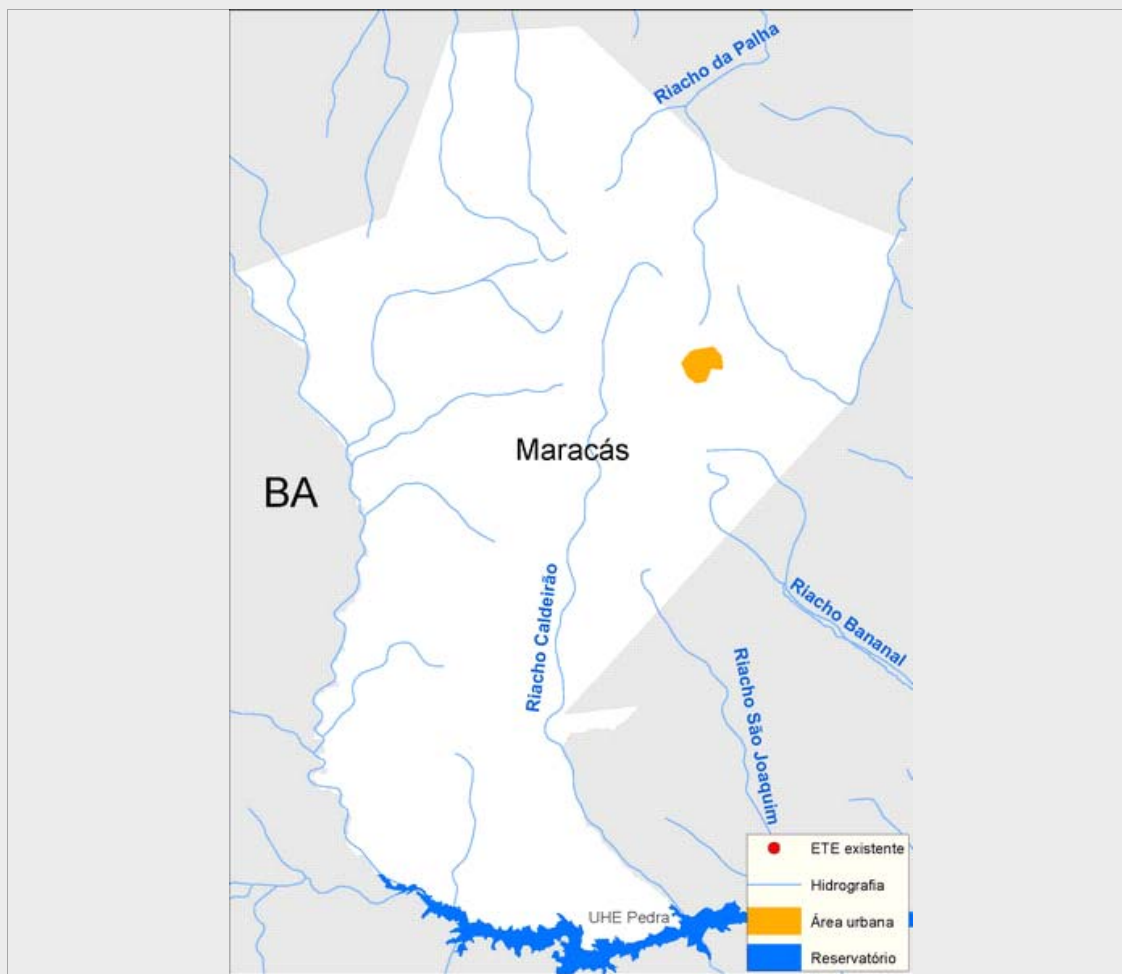 Riacho da Palha
Maracás
BA
Riacho Caldeirão
Riacho Bananal
Riacho São Joaquim
UHE Pedra
ETE existente
Hidrografia
Área urbana
Reservatório